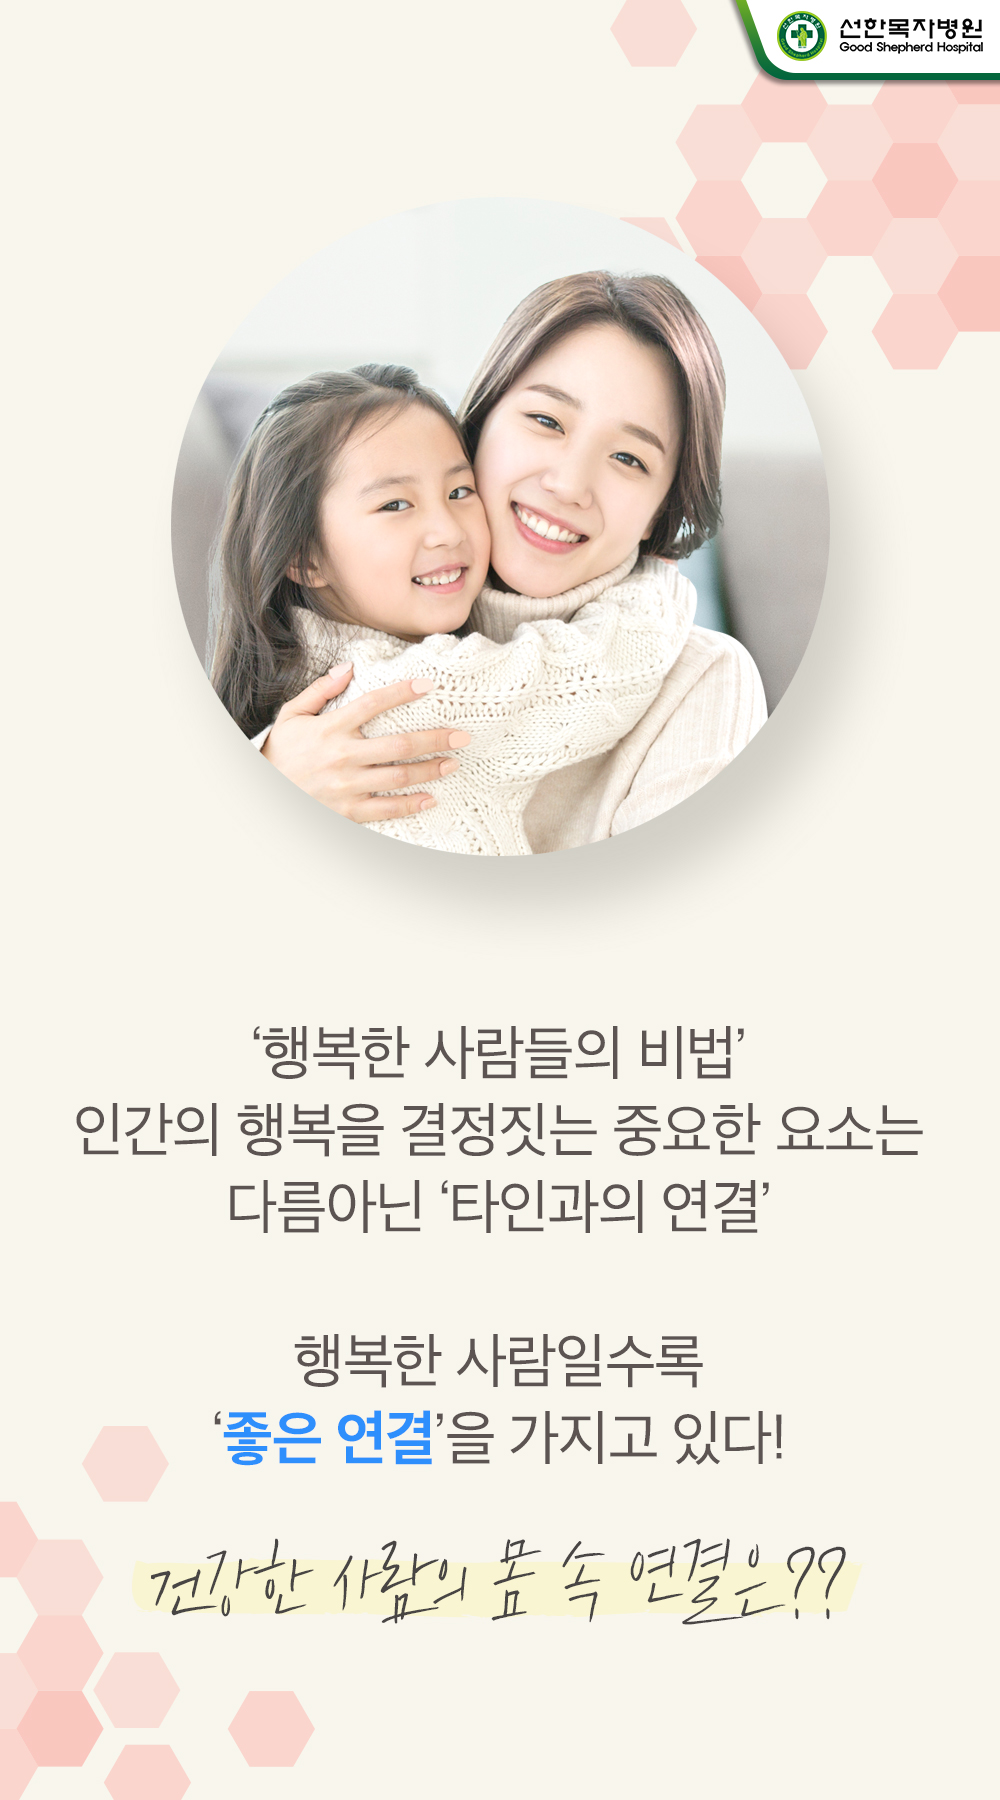 선한목자병원
Good Shepherd Hospital
‘행복한 사람들의 비법’
인간의 행복을 결정짓는 중요한 요소는
다름아닌 ‘타인과의 연결’
행복한 사람일수록
‘좋은 연결’을 가지고 있다!
건강한 사람의 몸 속 연결은??